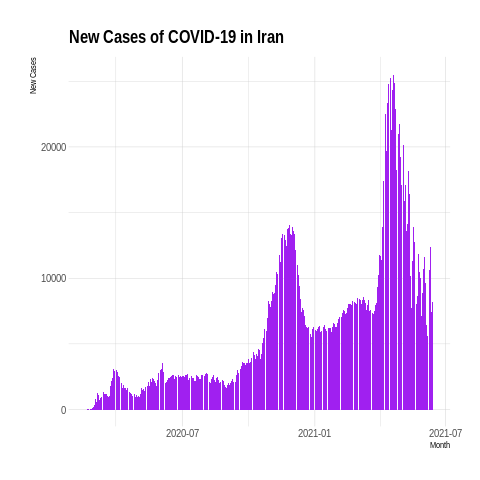 New Cases of COVID-19 in Iran
New Cases
20000
10000
0
2020-07
2021-01
2021-07
Month